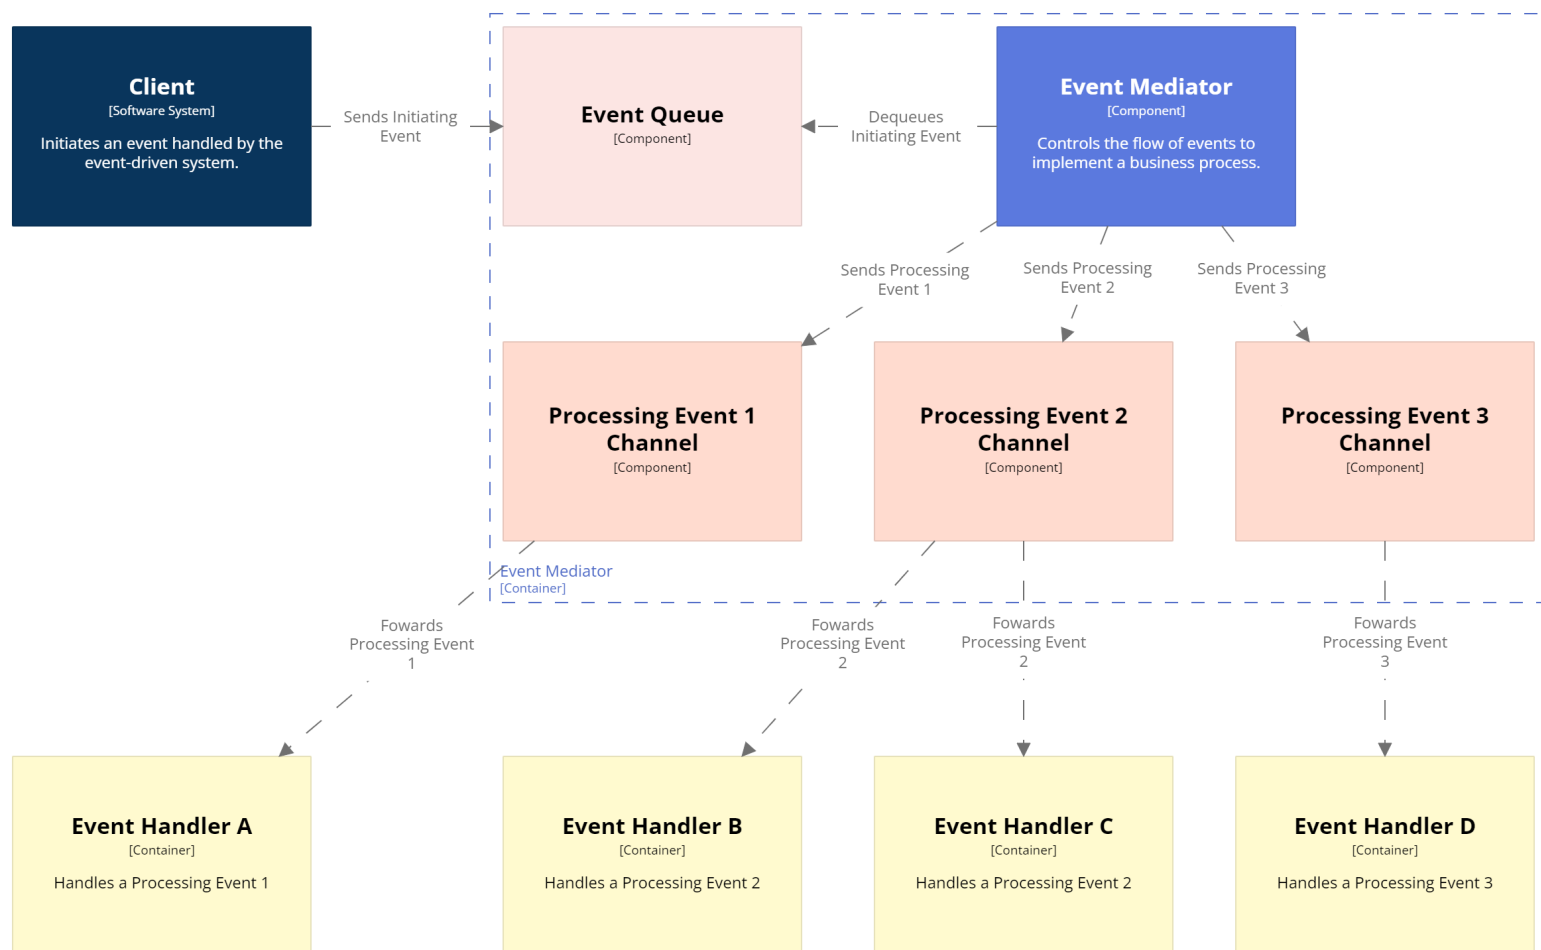 Client
[Software System]
Initiates an event handled by the
event-driven system.
Sends Initiating
Event
Event Queue
[Component]
Dequeues
Initiating Event
Event Mediator
[Component]
Controls the flow of events to
implement a business process.
Sends Processing
Event 1
Sends Processing
Event 2
Sends Processing
Event 3
Processing Event 1
Channel
[Component]
Processing Event 2
Channel
[Component]
Processing Event 3
Channel
[Component]
Event Mediator
[Container]
Fowards
Processing Event
1
Fowards
Processing Event
2
Fowards
Processing Event
2
Fowards
Processing Event
3
Event Handler A
[Container]
Handles a Processing Event 1
Event Handler B
[Container]
Handles a Processing Event 2
Event Handler C
[Container]
Handles a Processing Event 2
Event Handler D
[Container]
Handles a Processing Event 3